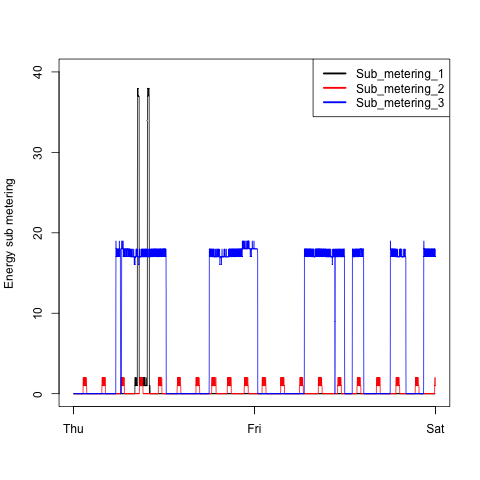 Sub_metering_1
Sub_metering_2
Sub_metering_3
Energy sub metering
40
30
20
10
0
Thu Fri Sat